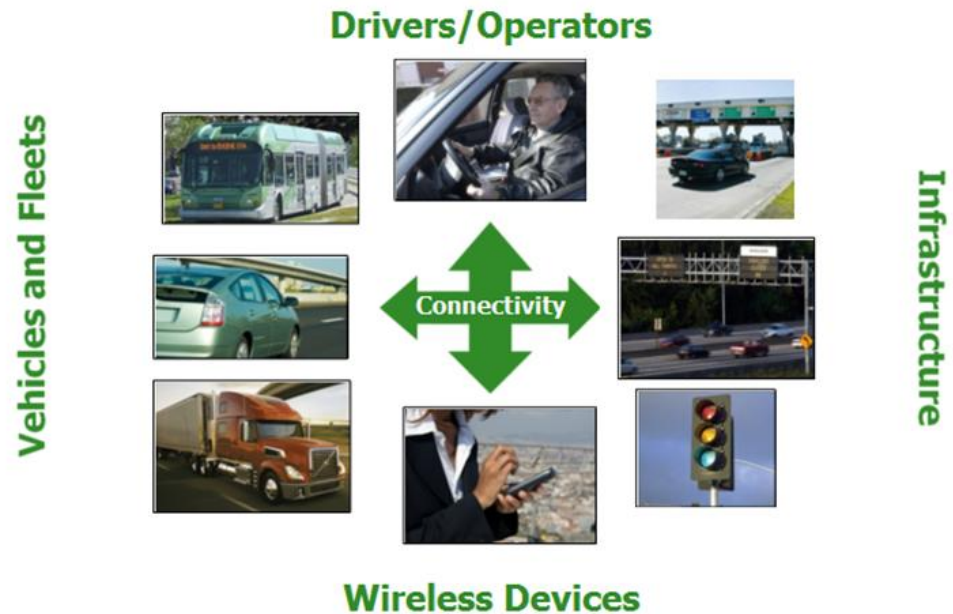 Drivers/Operators
Vehicles and Fleets
Connectivity
Infrastructure
Wireless Devices